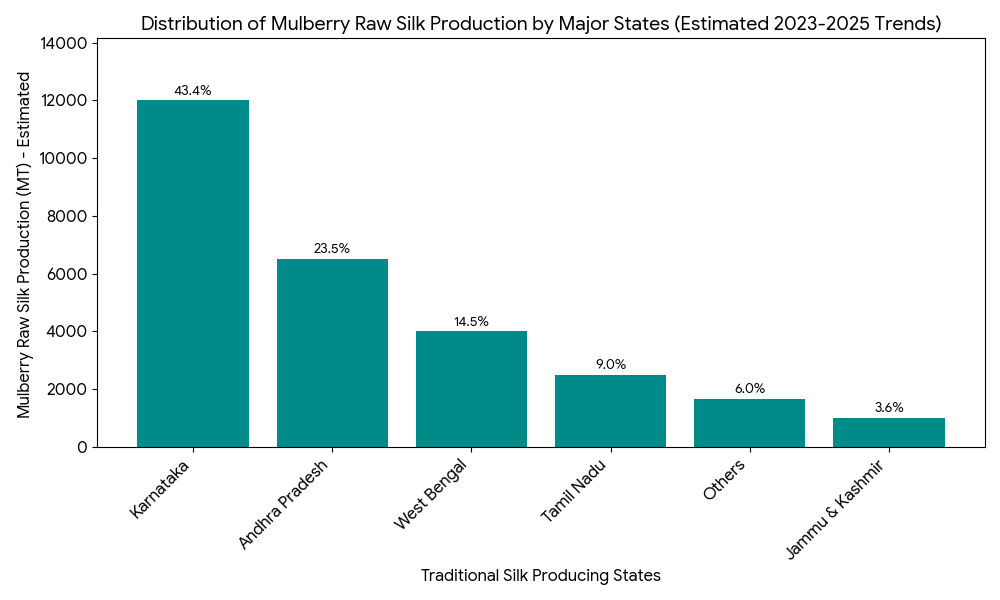 Distribution of Mulberry Raw Silk Production by Major States (Estimated 2023-2025 Trends)
Mulberry Raw Silk Production (MT) - Estimated
14000
12000
10000
8000
6000
4000
2000
0
43.4%
23.5%
14.5%
9.0%
6.0%
3.6%
Karnataka
Andhra Pradesh
West Bengal
Tamil Nadu
Others
Jammu & Kashmir
Traditional Silk Producing States